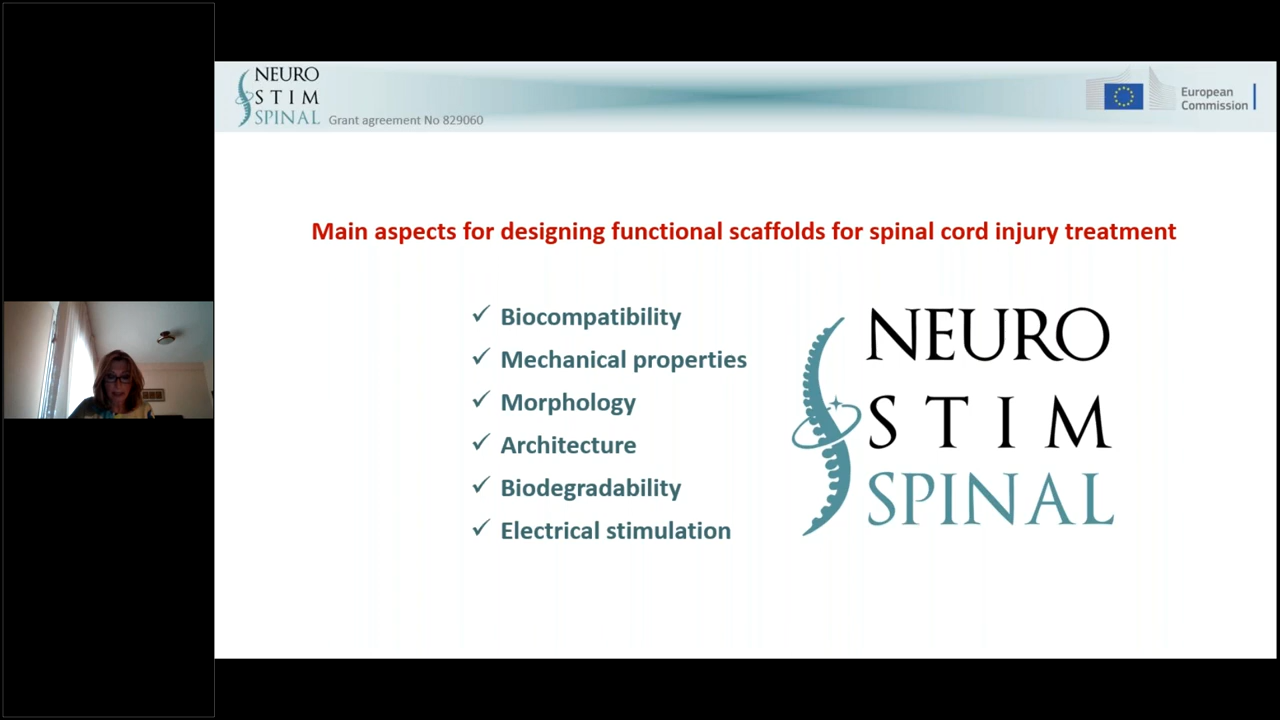 NEURO
STIM
SPINAL
Grant agreement No 829060
European
Commission
Main aspects for designing functional scaffolds for spinal cord injury treatment
✓ Biocompatibility
✓ Mechanical properties
✓ Morphology
✓ Architecture
✓ Biodegradability
✓ Electrical stimulation
NEURO
STIM
SPINAL